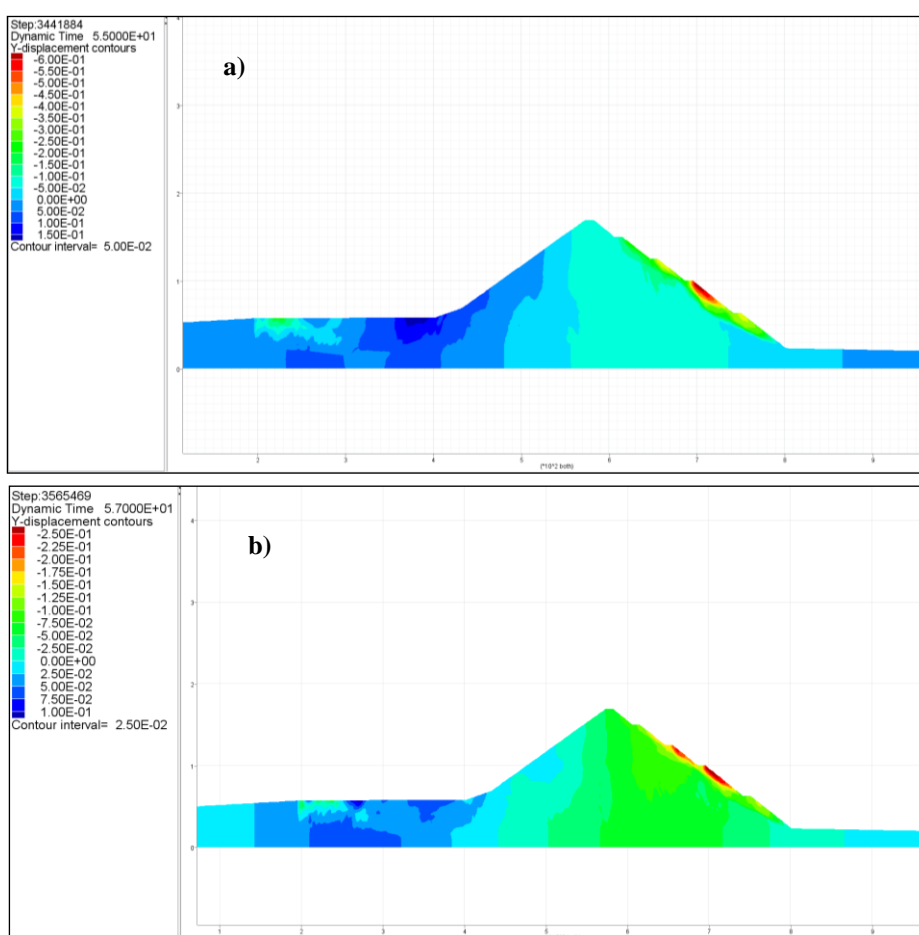 Step:3441884
Dynamic Time 5.5000E+01
Y-displacement contours
-6.00E-01
-5.50E-01
-5.00E-01
-4.50E-01
-4.00E-01
-3.50E-01
-3.00E-01
-2.50E-01
-2.00E-01
-1.50E-01
-5.00E-02
0.00E+00
5.00E-02
1.00E-01
1.50E-01
Contour interval= 5.00E-02
a)
4
3
2
1
0
2 3 4 5 6 7 8 9
(*10^2 both)
Step:3565469
Dynamic Time 5.7000E+01
Y-displacement contours
-2.50E-01
-2.25E-01
-2.00E-01
-1.75E-01
-1.50E-01
-1.25E-01
-1.00E-01
-7.50E-02
-5.00E-02
-2.50E-02
0.00E+00
2.50E-02
5.00E-02
7.50E-02
1.00E-01
Contour interval= 2.50E-02
b)
4
3
2
1
0
1 2 3 4 5 6 7 8 9